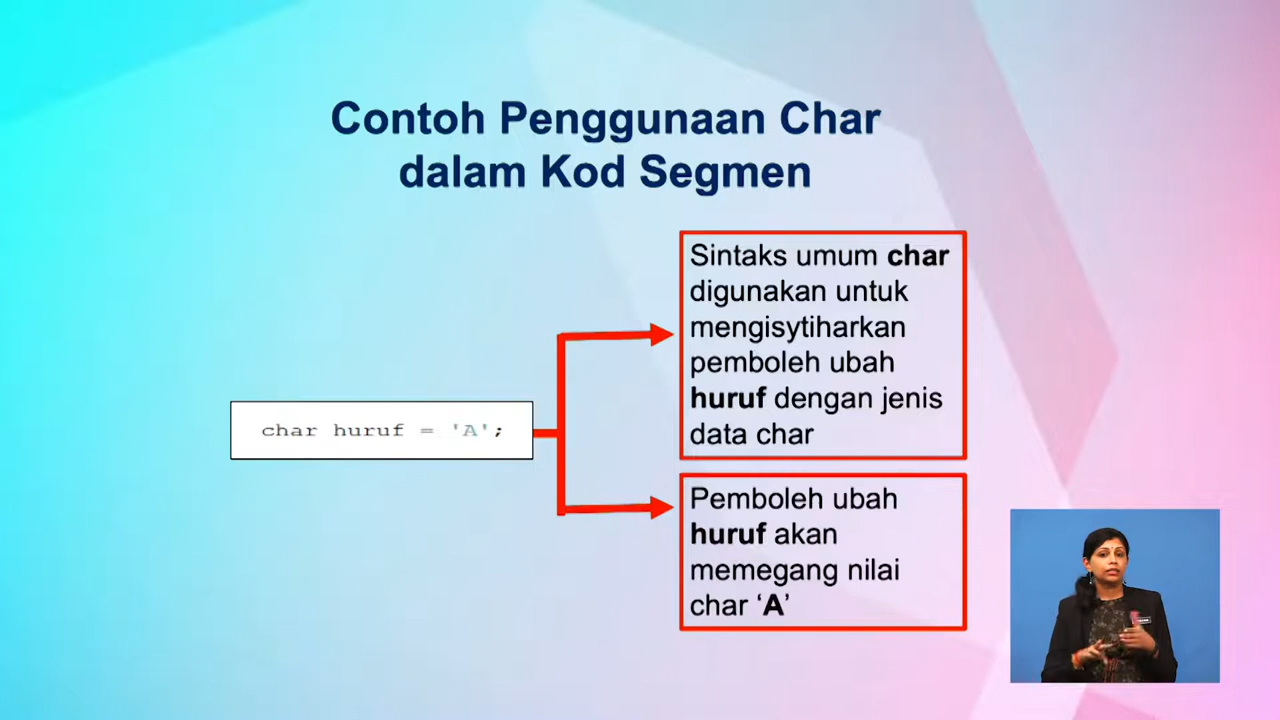 Contoh Penggunaan Char
dalam Kod Segmen
char huruf = 'A';
Sintaks umum char
digunakan untuk
mengisytiharkan
pemboleh ubah
huruf dengan jenis
data char
Pemboleh ubah
huruf akan
memegang nilai
char ‘A’